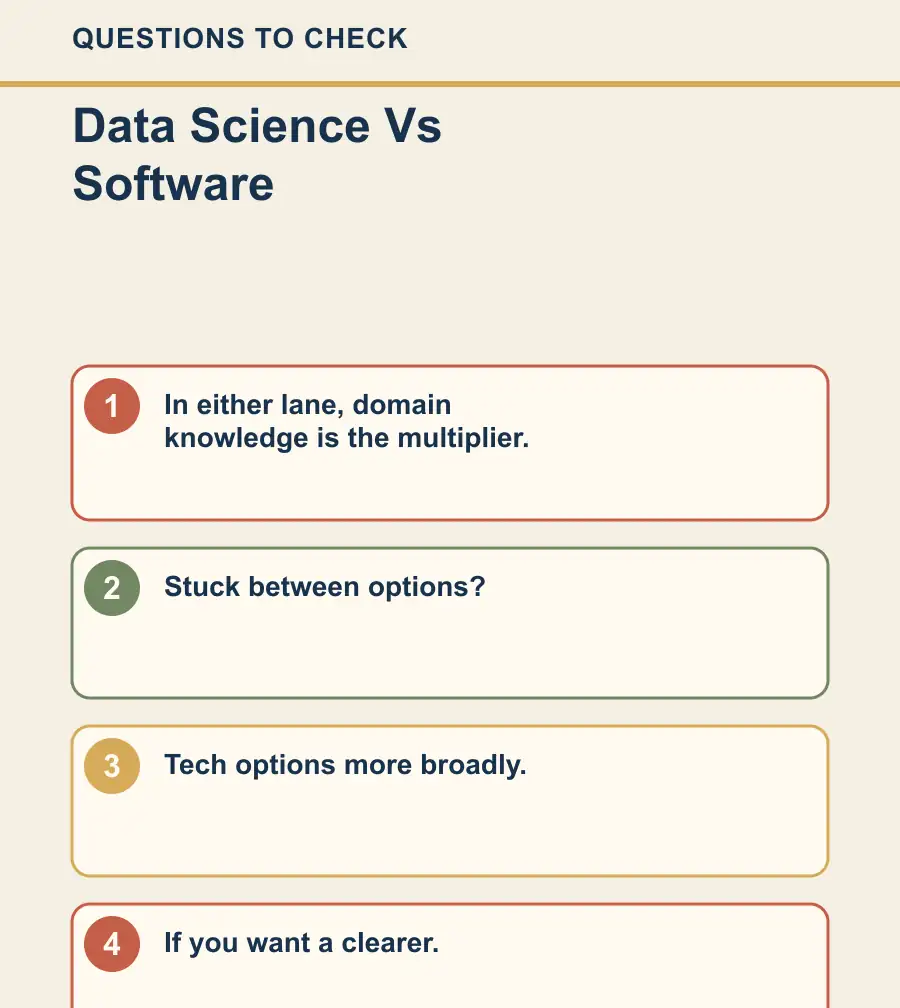 QUESTIONS TO CHECK
Data Science Vs
Software
1
In either lane, domain
knowledge is the multiplier.
2
Stuck between options?
3
Tech options more broadly.
4
If you want a clearer.